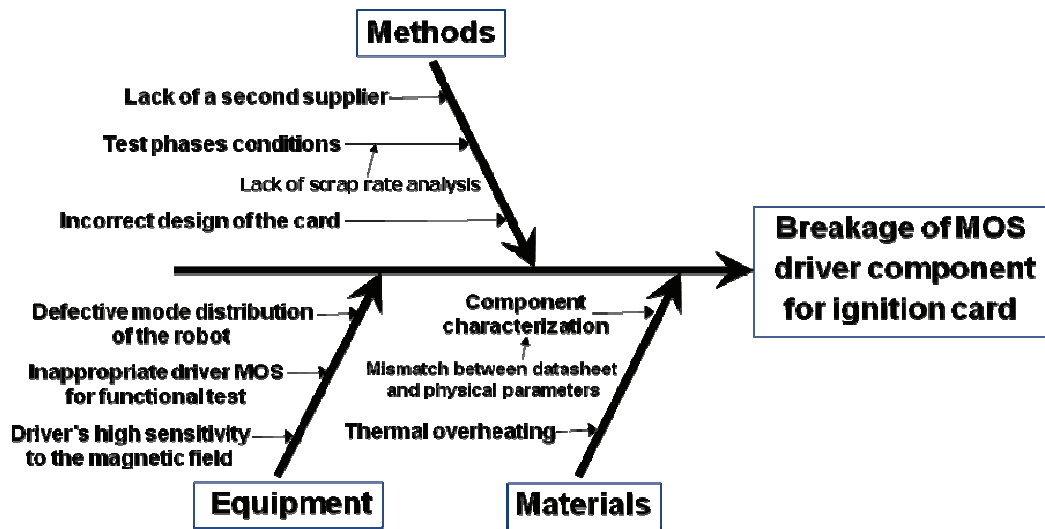 Methods
Lack of a second supplier
Test phases conditions
Lack of scrap rate analysis
Incorrect design of the card
Breakage of MOS
driver component
for ignition card
Defective mode distribution
of the robot
Inappropriate driver MOS
for functional test
Driver's high sensitivity
to the magnetic field
Equipment
Component
characterization
Mismatch between datasheet
and physical parameters
Thermal overheating
Materials